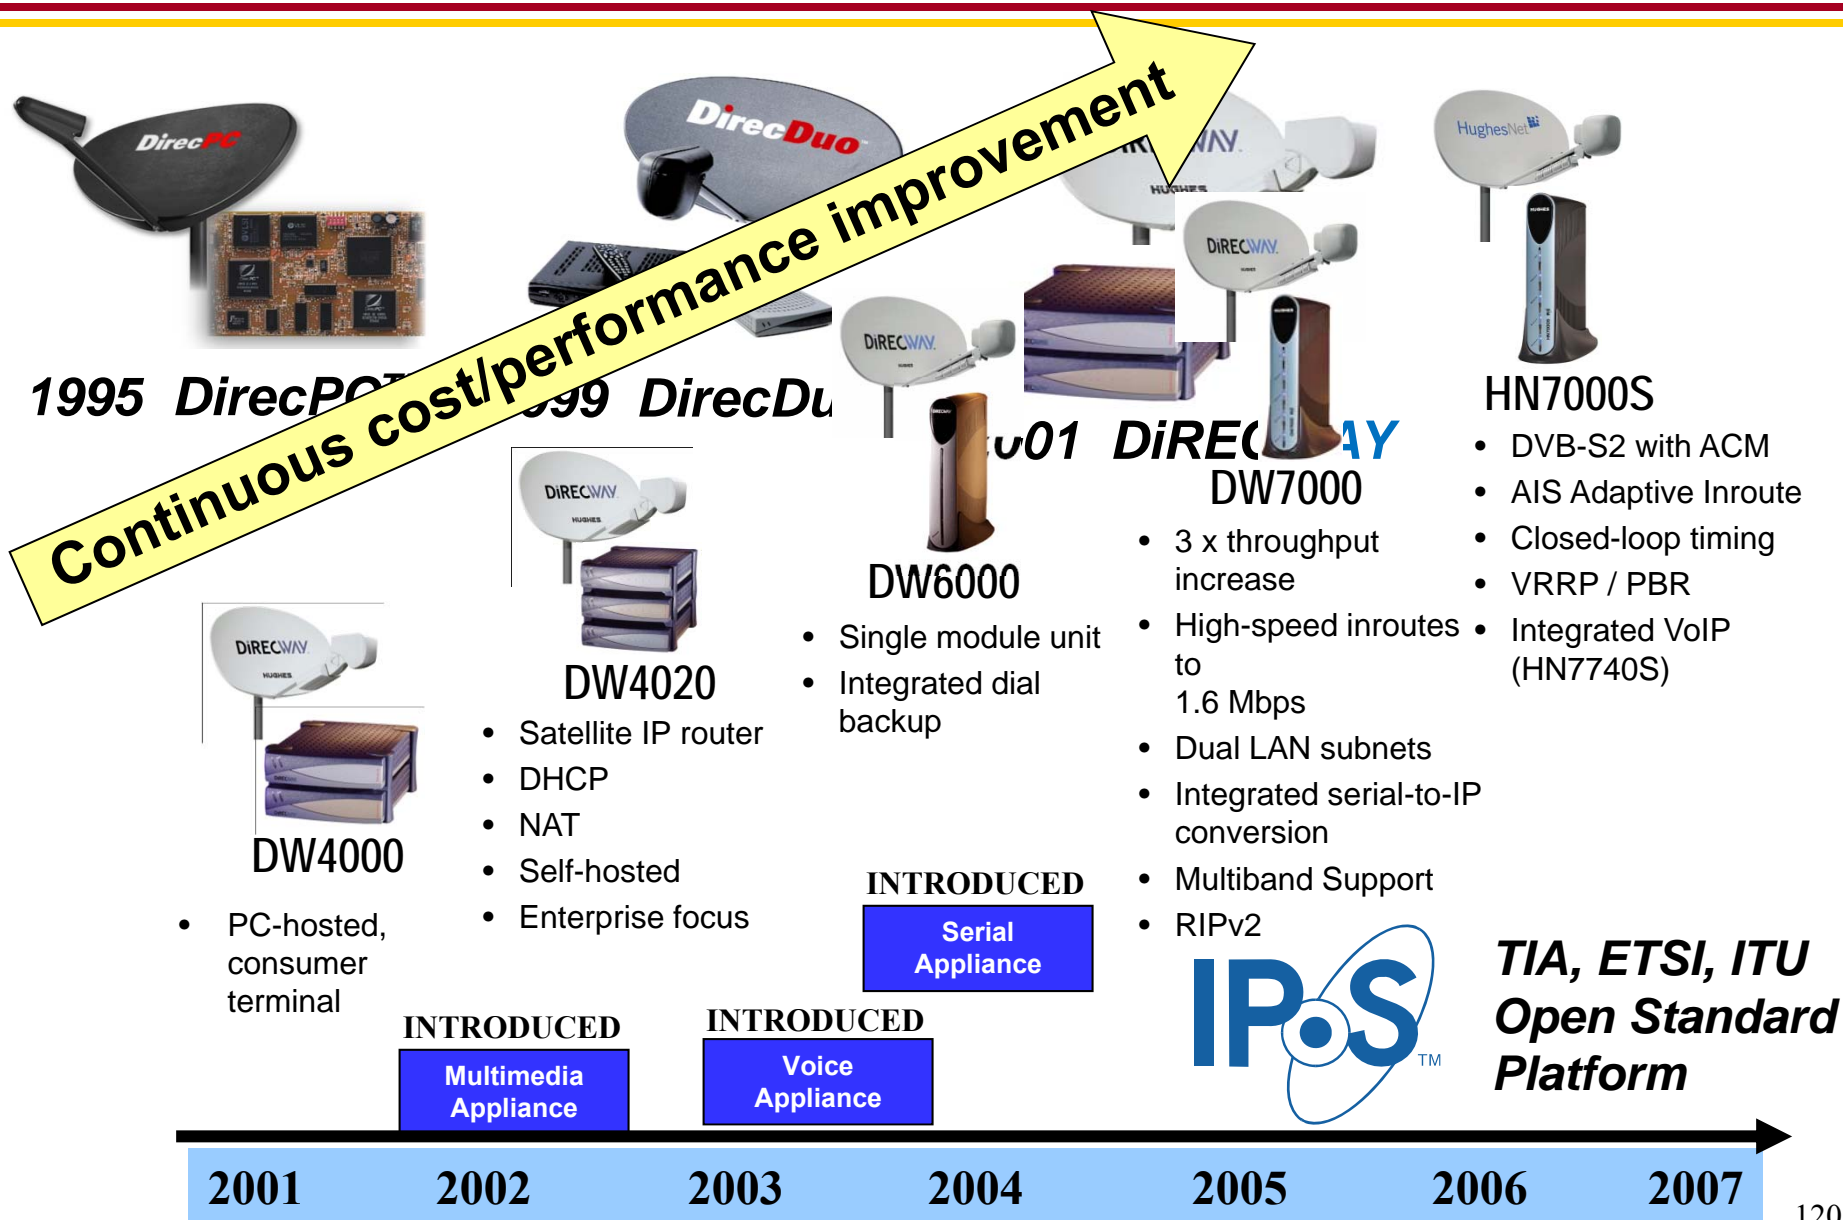 Continuous cost/performance improvement
DirecPC
DirecDuo
HUGHES
HughesNet
HUGHES
DiRECWAY
HUGHES
DiRECWAY
1995 DirecPC
DirecDu
DiREC AY
DiRECWAY
HUGHES
DW4000
PC-hosted,
consumer
terminal
DiRECWAY
HUGHES
DW4020
Satellite IP router
DHCP
NAT
Self-hosted
Enterprise focus
DW6000
Single module unit
Integrated dial
backup
DW7000
3 x throughput
increase
High-speed inroutes
to
1.6 Mbps
Dual LAN subnets
Integrated serial-to-IP
conversion
Multiband Support
RIPv2
HN7000S
DVB-S2 with ACM
AIS Adaptive Inroute
Closed-loop timing
VRRP / PBR
Integrated VoIP
(HN7740S)
INTRODUCED
Multimedia
Appliance
INTRODUCED
Voice
Appliance
INTRODUCED
Serial
Appliance
IPoS TM
TIA, ETSI, ITU
Open Standard
Platform
2001 2002 2003 2004 2005 2006 2007
120